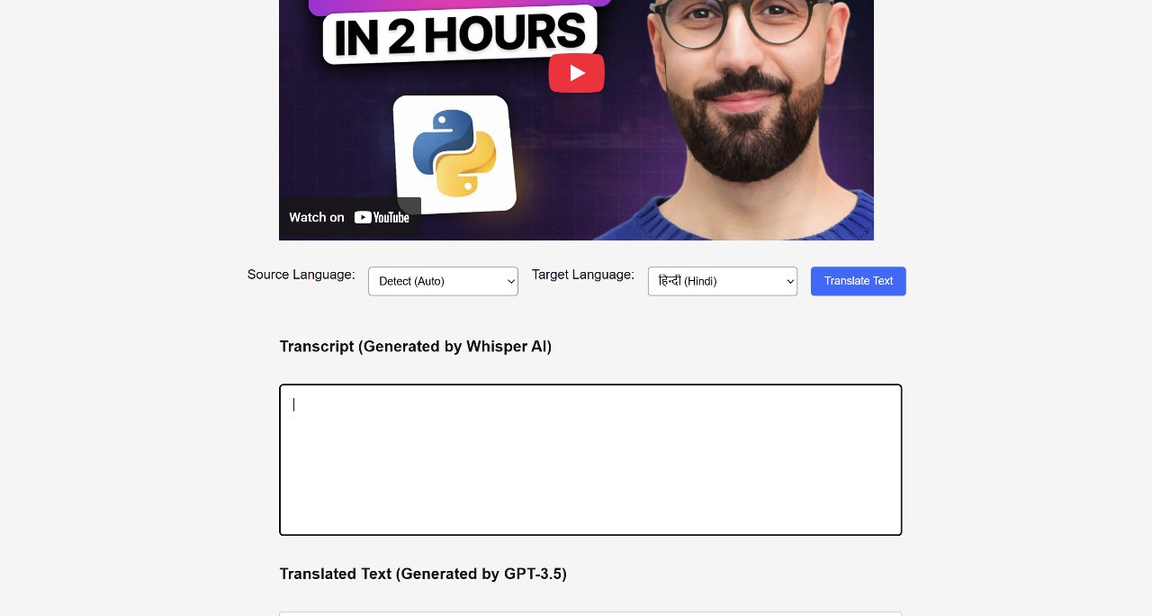 IN 2 HOURS
Watch on YouTube
Source Language: Detect (Auto) Target Language: हिन्दी (Hindi) Translate Text
Transcript (Generated by Whisper AI)
Translated Text (Generated by GPT-3.5)